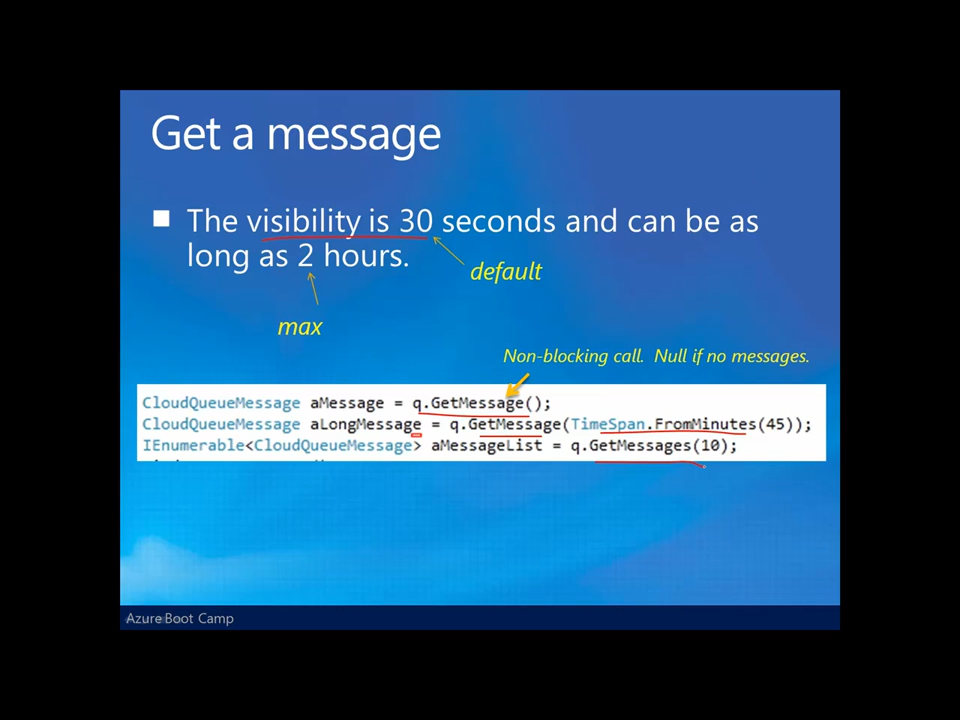 Get a message
The visibility is 30 seconds and can be as
long as 2 hours.
default
max
Non-blocking call. Null if no messages.
CloudQueueMessage aMessage = q.GetMessage();
CloudQueueMessage aLongMessage = q.GetMessage(TimeSpan.FromMinutes(45));
IEnumerable<CloudQueueMessage> aMessageList = q.GetMessages(10);
Azure Boot Camp